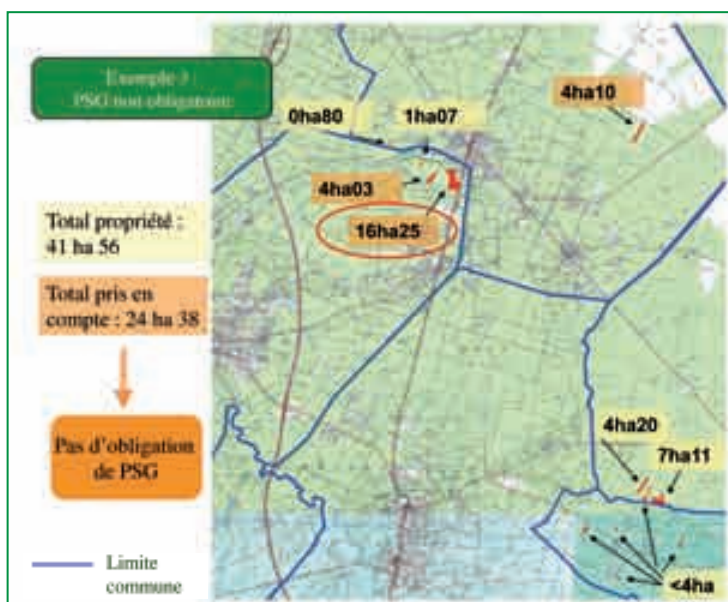 Exemple 3 :
PSG non obligatoire
0ha80
1ha07
4ha10
4ha03
16ha25
Total propriété :
41 ha 56
Total pris en
compte : 24 ha 38
Pas d'obligation
de PSG
4ha20
7ha11
<4ha
Limite
commune